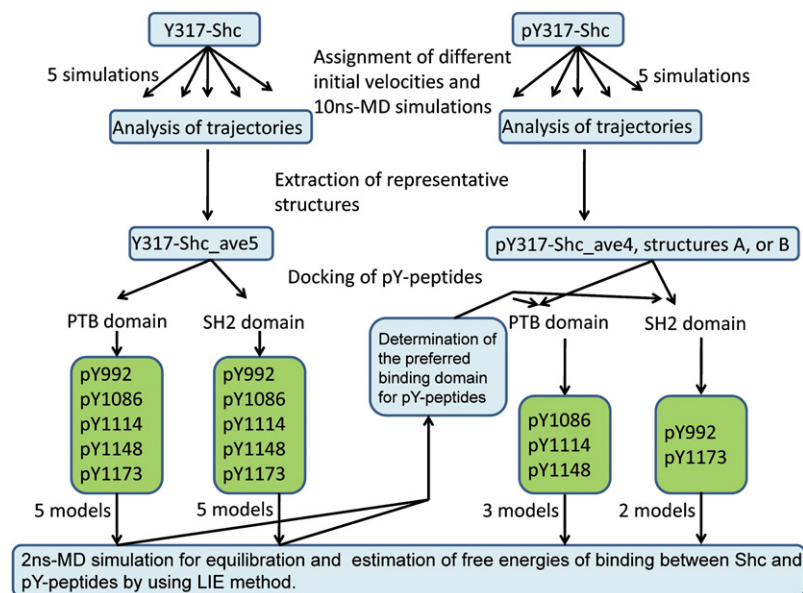 Y317-Shc
pY317-Shc
5 simulations
Assignment of different
initial velocities and
10ns-MD simulations
5 simulations
Analysis of trajectories
Analysis of trajectories
Extraction of representative
structures
Y317-Shc_ave5
pY317-Shc_ave4, structures A, or B
Docking of pY-peptides
PTB domain
SH2 domain
Determination of
the preferred
binding domain
for pY-peptides
PTB domain
SH2 domain
pY992
pY1086
pY1114
pY1148
pY1173
pY992
pY1086
pY1114
pY1148
pY1173
pY1086
pY1114
pY1148
pY992
pY1173
5 models
5 models
3 models
2 models
2ns-MD simulation for equilibration and estimation of free energies of binding between Shc and
pY-peptides by using LIE method.